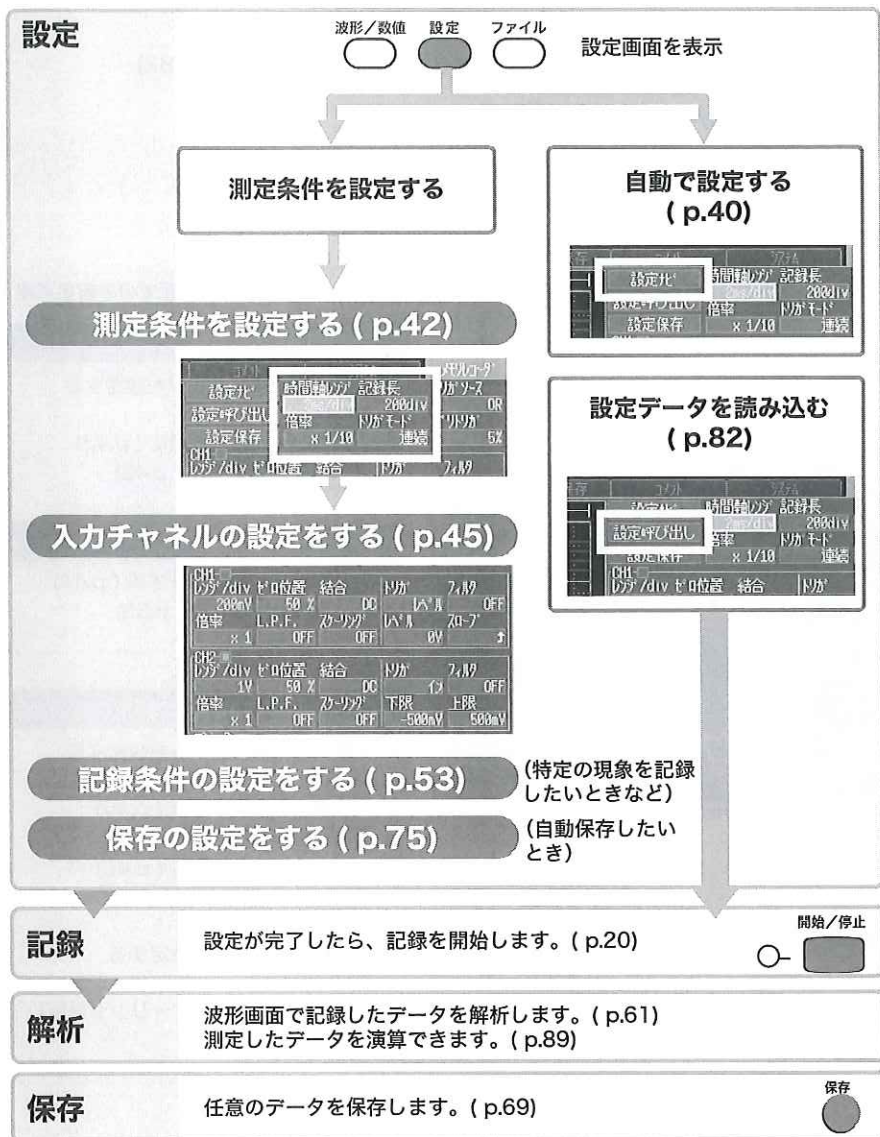 設定
波形／数値 設定 ファイル
設定画面を表示
測定条件を設定する
自動で設定する
( p.40)
設定ナビ 時間軸レンジ 記録長
200div
設定呼び出し 倍率 トリガモード
設定保存 x 1/10 連続
測定条件を設定する ( p.42)
設定ナビ 時間軸レンジ 記録長 トリガソース
200div OR
設定呼び出し 倍率 トリガモード プリトリガ
設定保存 x 1/10 連続 5%
CH1
レンジ/div ゼロ位置 結合 トリガ フィルタ
設定データを読み込む
( p.82)
設定ナビ 時間軸レンジ 記録長
設定呼び出し 200div
倍率 トリガモード
設定保存 x 1/10 連続
CH1
レンジ/div ゼロ位置 結合 トリガ
入力チャネルの設定をする ( p.45)
CH1
レンジ/div ゼロ位置 結合 トリガ フィルタ
200mV 50 % DC レベル OFF
倍率 L.P.F. スケーリング レベル スロープ
x 1 OFF OFF 0V ↑
CH2
レンジ/div ゼロ位置 結合 トリガ フィルタ
1V 50 % DC イン OFF
倍率 L.P.F. スケーリング 下限 上限
x 1 OFF OFF -500mV 500mV
記録条件の設定をする ( p.53)
(特定の現象を記録
したいときなど)
保存の設定をする ( p.75)
(自動保存したい
とき)
記録
設定が完了したら、記録を開始します。( p.20)
開始／停止
解析
波形画面で記録したデータを解析します。( p.61)
測定したデータを演算できます。( p.89)
保存
任意のデータを保存します。( p.69)
保存